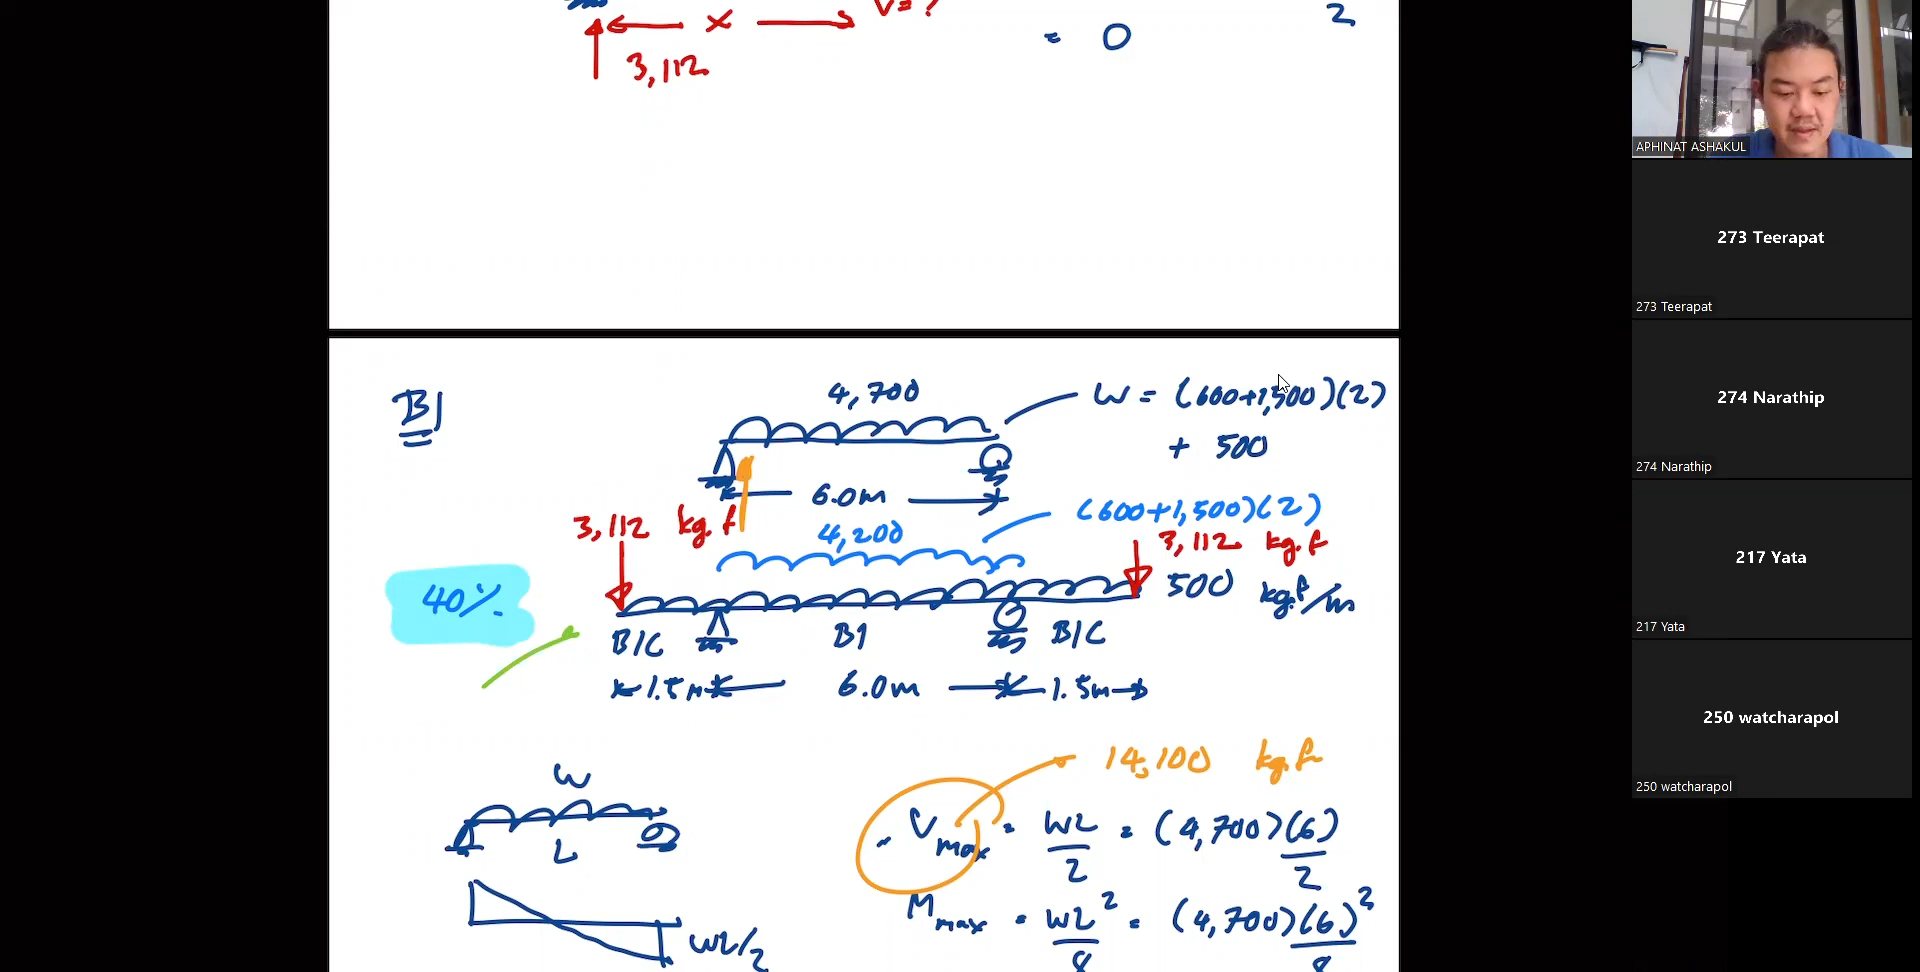 V = ?
2
x
= 0
3,112
B1
4,700
W = (600+1,500)(2)
+ 500
6.0m
(600+1,500)(2)
3,112 kg.f
4,200
3,112 kg.f
40%
500 kg.f/m
B1C B1 B1C
1.5m 6.0m 1.5m
W
L
14,100 kg.f
Vmax = WL/2 = (4,700)(6)/2
Mmax = WL²/8 = (4,700)(6)²/8
WL/2
APHINAT ASHAKUL
273 Teerapat
273 Teerapat
274 Narathip
274 Narathip
217 Yata
217 Yata
250 watcharapol
250 watcharapol